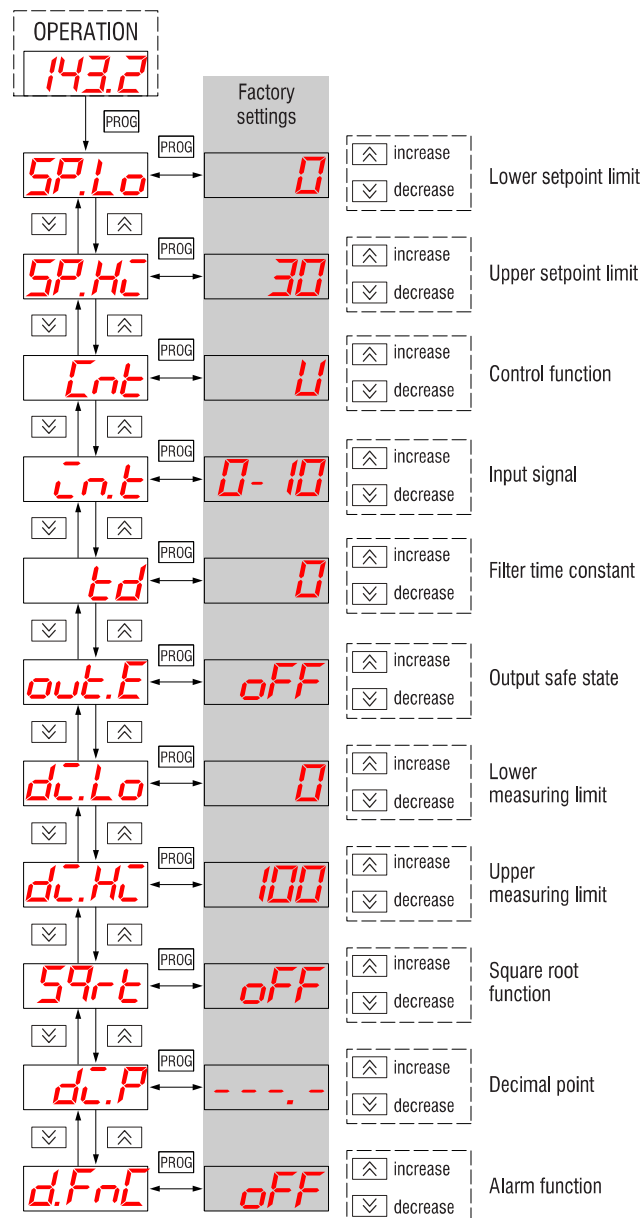 OPERATION
143.2
PROG
Factory
settings
SP.Lo
PROG
0
increase
decrease
Lower setpoint limit
SP.Hi
PROG
30
increase
decrease
Upper setpoint limit
Cnt
PROG
U
increase
decrease
Control function
in.t
PROG
0-10
increase
decrease
Input signal
td
PROG
0
increase
decrease
Filter time constant
out.E
PROG
oFF
increase
decrease
Output safe state
di.Lo
PROG
0
increase
decrease
Lower
measuring limit
di.Hi
PROG
100
increase
decrease
Upper
measuring limit
Sqrt
PROG
oFF
increase
decrease
Square root
function
di.P
PROG
---.-
increase
decrease
Decimal point
d.FnC
PROG
oFF
increase
decrease
Alarm function